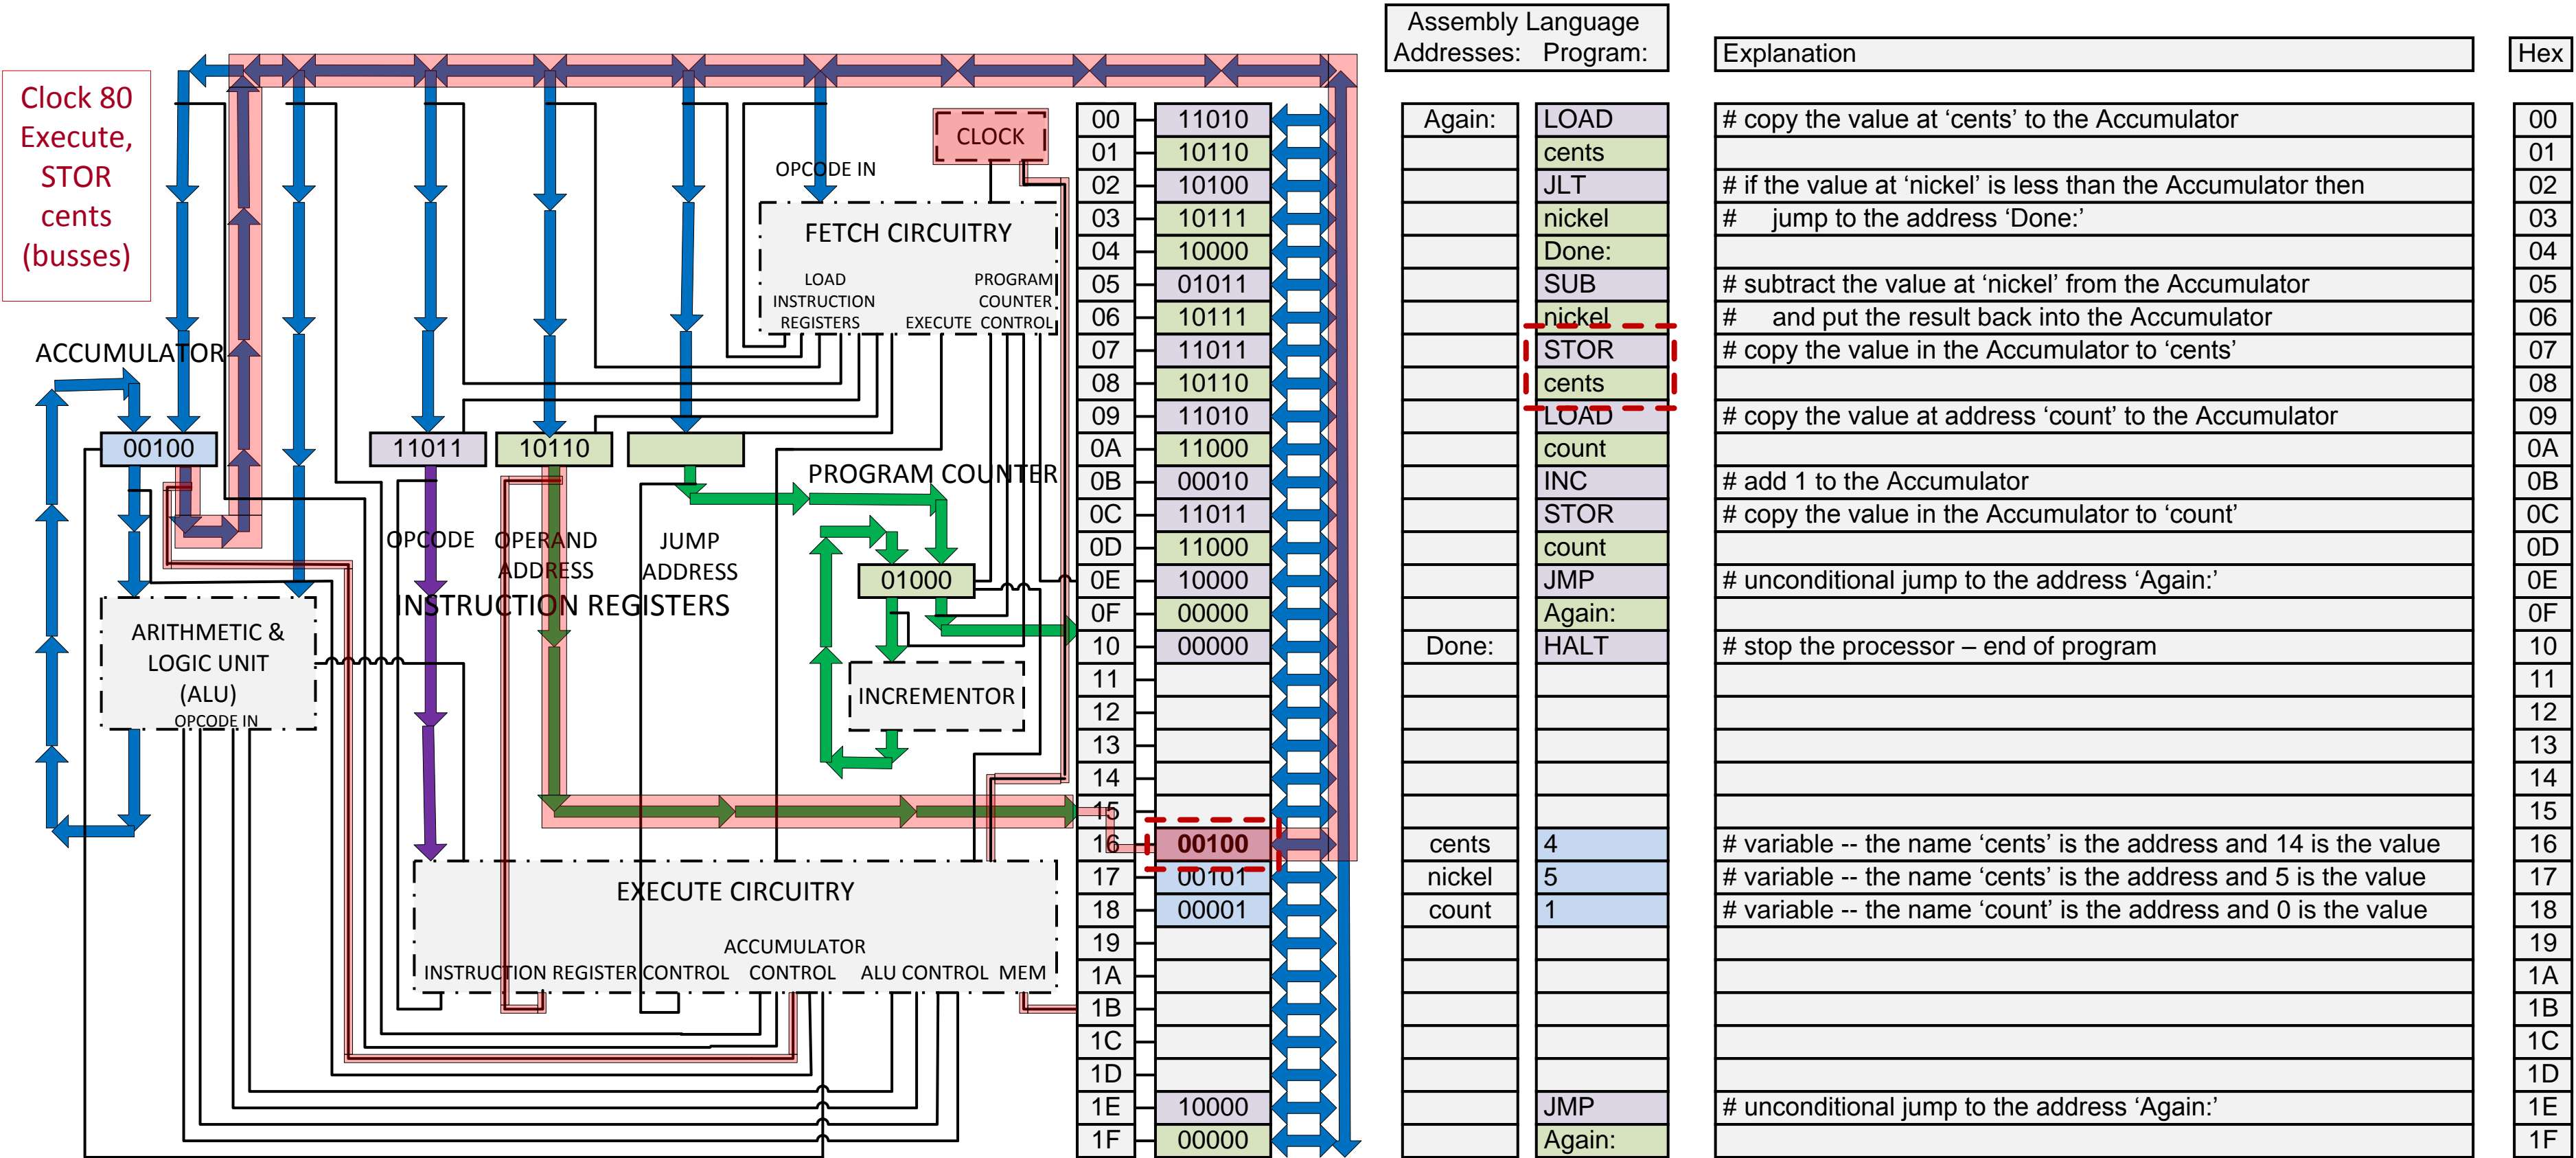 Assembly Language
Addresses: Program:
Explanation
Hex
Clock 80
Execute,
STOR
cents
(busses)
CLOCK
OPCODE IN
FETCH CIRCUITRY
LOAD
INSTRUCTION
REGISTERS
EXECUTE
PROGRAM
COUNTER
CONTROL
ACCUMULATOR
00100
11011
10110
PROGRAM COUNTER
OPCODE
OPERAND
ADDRESS
JUMP
ADDRESS
INSTRUCTION REGISTERS
01000
INCREMENTOR
ARITHMETIC &
LOGIC UNIT
(ALU)
OPCODE IN
EXECUTE CIRCUITRY
INSTRUCTION REGISTER CONTROL
ACCUMULATOR
CONTROL
ALU CONTROL
MEM
00 11010 Again: LOAD # copy the value at ‘cents’ to the Accumulator 00
01 10110 cents 01
02 10100 JLT # if the value at ‘nickel’ is less than the Accumulator then 02
03 10111 nickel # jump to the address ‘Done:’ 03
04 10000 Done: 04
05 01011 SUB # subtract the value at ‘nickel’ from the Accumulator 05
06 10111 nickel # and put the result back into the Accumulator 06
07 11011 STOR # copy the value in the Accumulator to ‘cents’ 07
08 10110 cents 08
09 11010 LOAD # copy the value at address ‘count’ to the Accumulator 09
0A 11000 count 0A
0B 00010 INC # add 1 to the Accumulator 0B
0C 11011 STOR # copy the value in the Accumulator to ‘count’ 0C
0D 11000 count 0D
0E 10000 JMP # unconditional jump to the address ‘Again:’ 0E
0F 00000 Again: 0F
10 00000 Done: HALT # stop the processor – end of program 10
11 11
12 12
13 13
14 14
15 15
16 00100 cents 4 # variable -- the name ‘cents’ is the address and 14 is the value 16
17 00101 nickel 5 # variable -- the name ‘cents’ is the address and 5 is the value 17
18 00001 count 1 # variable -- the name ‘count’ is the address and 0 is the value 18
19 19
1A 1A
1B 1B
1C 1C
1D 1D
1E 10000 JMP # unconditional jump to the address ‘Again:’ 1E
1F 00000 Again: 1F